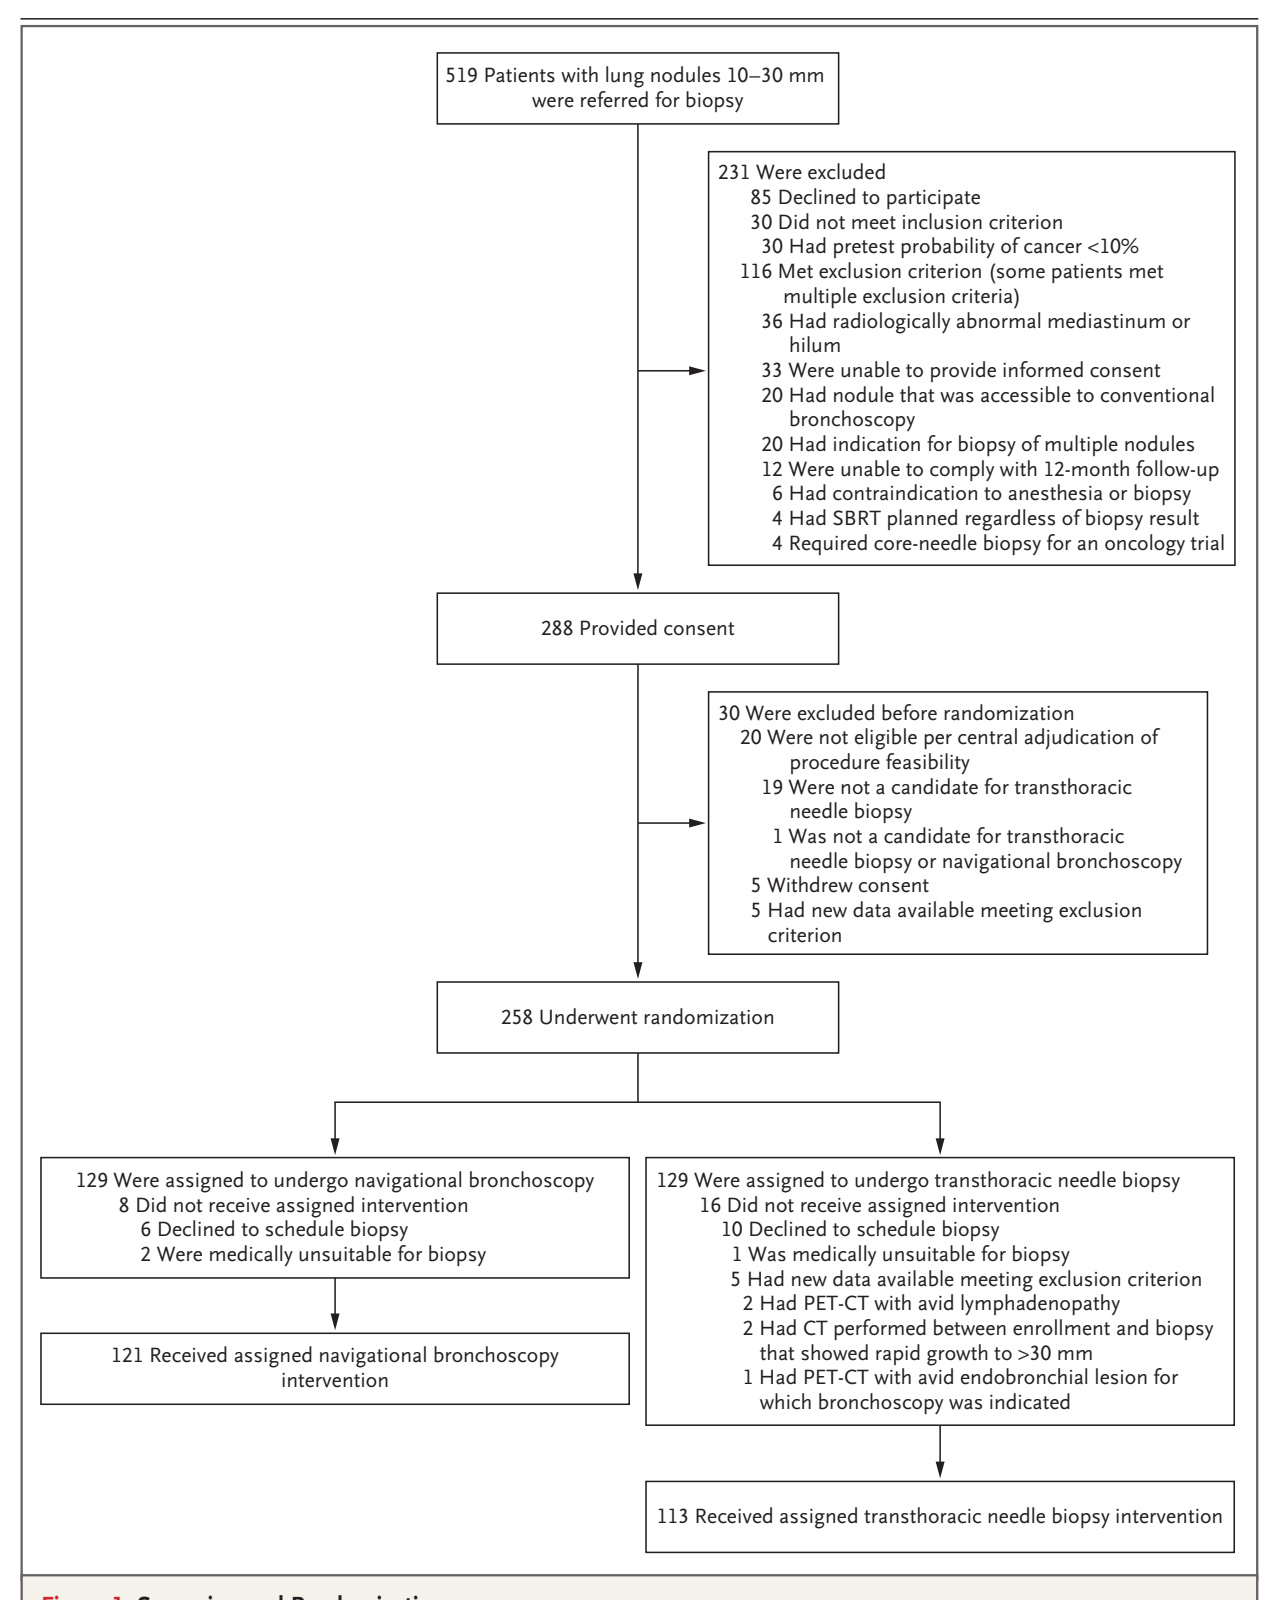 519 Patients with lung nodules 10–30 mm
were referred for biopsy
231 Were excluded
85 Declined to participate
30 Did not meet inclusion criterion
30 Had pretest probability of cancer <10%
116 Met exclusion criterion (some patients met
multiple exclusion criteria)
36 Had radiologically abnormal mediastinum or
hilum
33 Were unable to provide informed consent
20 Had nodule that was accessible to conventional
bronchoscopy
20 Had indication for biopsy of multiple nodules
12 Were unable to comply with 12-month follow-up
6 Had contraindication to anesthesia or biopsy
4 Had SBRT planned regardless of biopsy result
4 Required core-needle biopsy for an oncology trial
288 Provided consent
30 Were excluded before randomization
20 Were not eligible per central adjudication of
procedure feasibility
19 Were not a candidate for transthoracic
needle biopsy
1 Was not a candidate for transthoracic
needle biopsy or navigational bronchoscopy
5 Withdrew consent
5 Had new data available meeting exclusion
criterion
258 Underwent randomization
129 Were assigned to undergo navigational bronchoscopy
8 Did not receive assigned intervention
6 Declined to schedule biopsy
2 Were medically unsuitable for biopsy
121 Received assigned navigational bronchoscopy
intervention
129 Were assigned to undergo transthoracic needle biopsy
16 Did not receive assigned intervention
10 Declined to schedule biopsy
1 Was medically unsuitable for biopsy
5 Had new data available meeting exclusion criterion
2 Had PET-CT with avid lymphadenopathy
2 Had CT performed between enrollment and biopsy
that showed rapid growth to >30 mm
1 Had PET-CT with avid endobronchial lesion for
which bronchoscopy was indicated
113 Received assigned transthoracic needle biopsy intervention